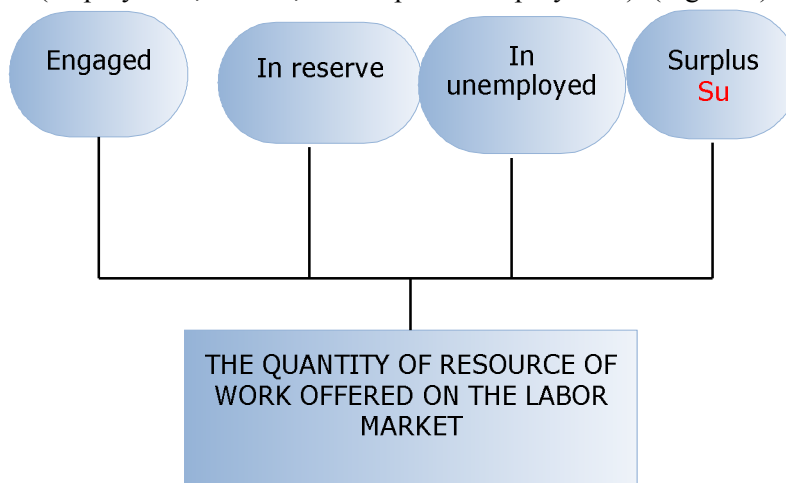 Engaged
In reserve
In
unemployed
Surplus
Su
THE QUANTITY OF RESOURCE OF
WORK OFFERED ON THE LABOR
MARKET